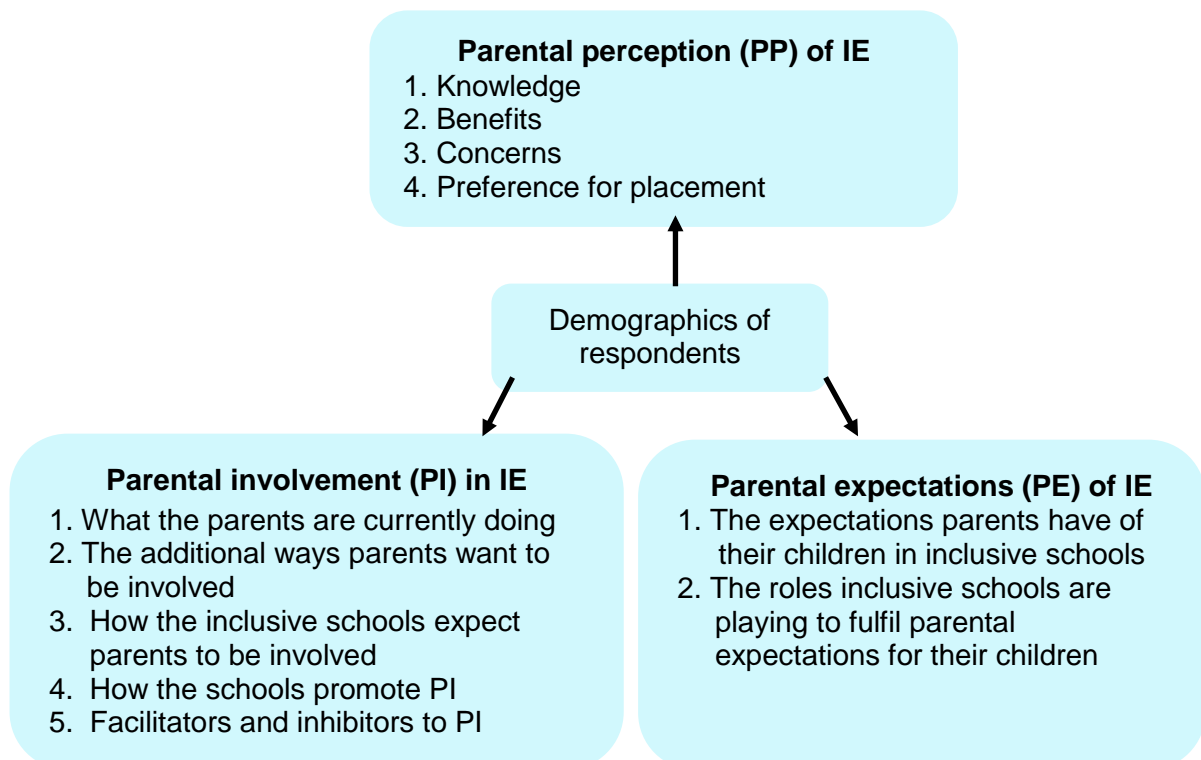 Parental perception (PP) of IE
1. Knowledge
2. Benefits
3. Concerns
4. Preference for placement
Demographics of
respondents
Parental involvement (PI) in IE
1. What the parents are currently doing
2. The additional ways parents want to
be involved
3. How the inclusive schools expect
parents to be involved
4. How the schools promote PI
5. Facilitators and inhibitors to PI
Parental expectations (PE) of IE
1. The expectations parents have of
their children in inclusive schools
2. The roles inclusive schools are
playing to fulfil parental
expectations for their children